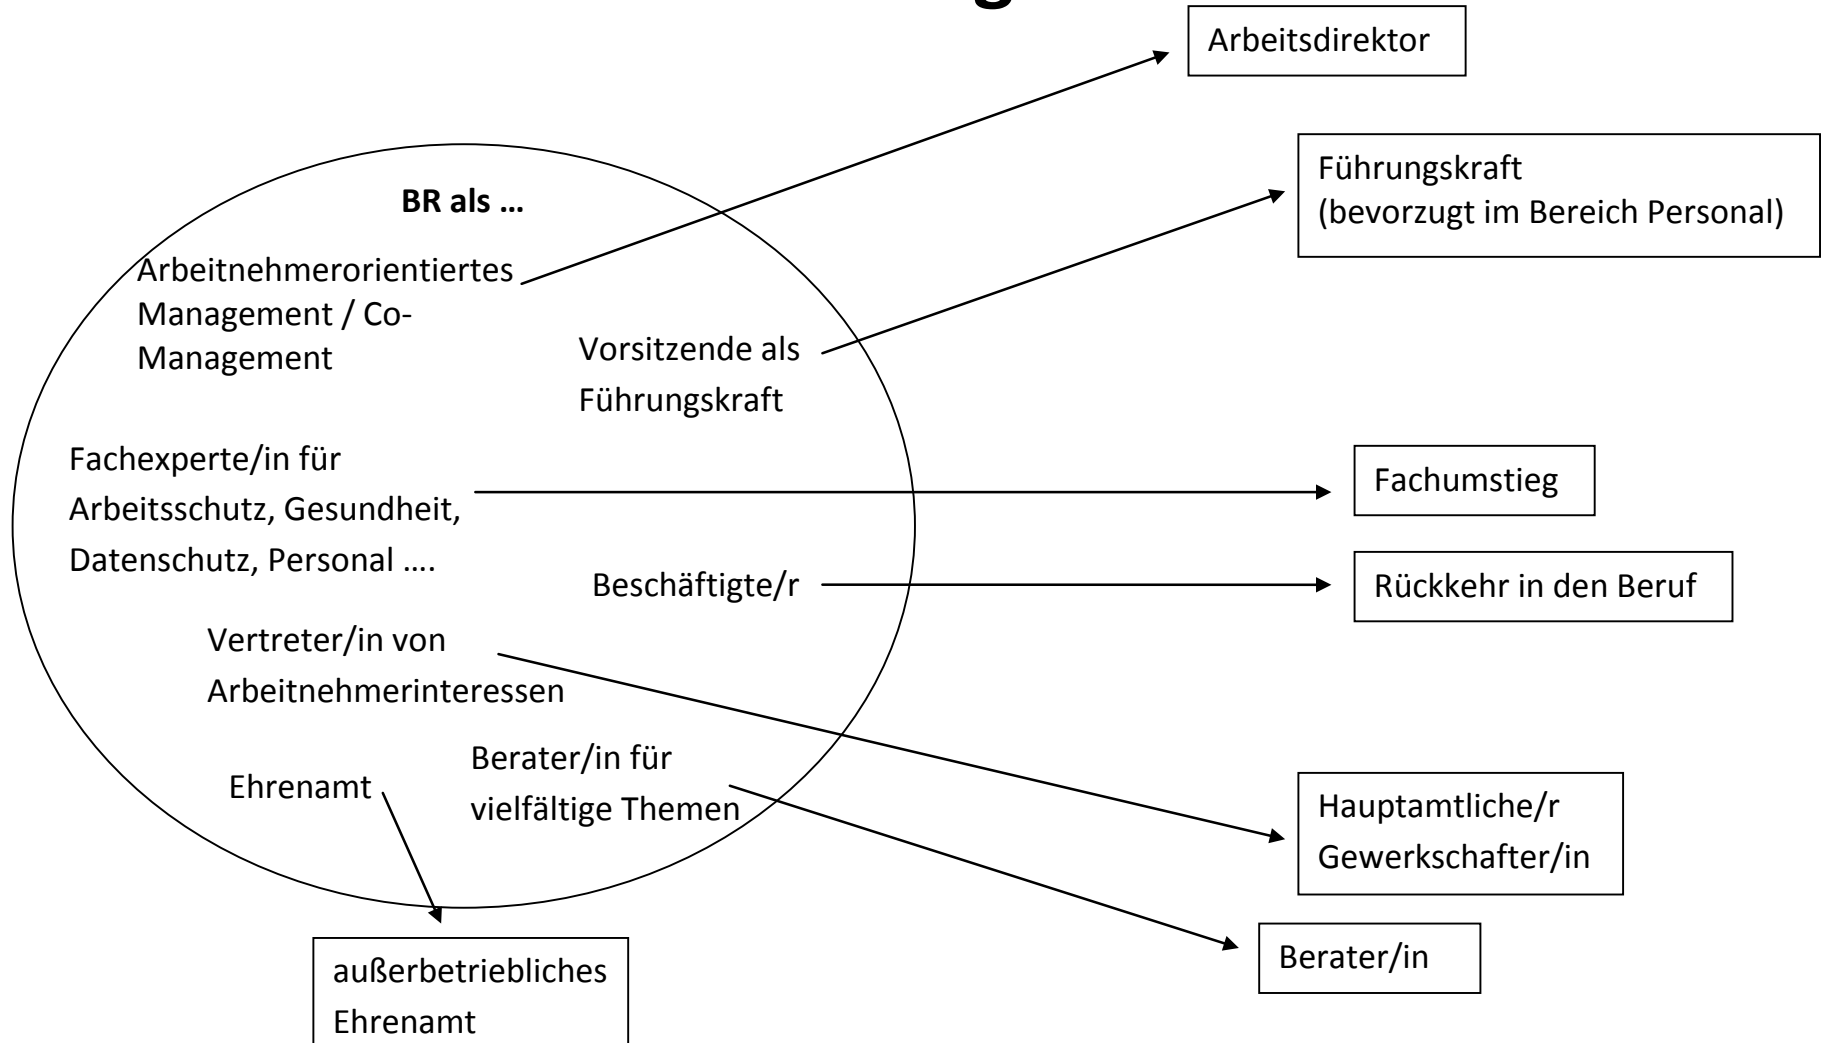 Arbeitsdirektor
Führungskraft
(bevorzugt im Bereich Personal)
BR als ...
Arbeitnehmerorientiertes
Management / Co-
Management
Vorsitzende als
Führungskraft
Fachexperte/in für
Arbeitsschutz, Gesundheit,
Datenschutz, Personal ....
Fachumstieg
Beschäftigte/r
Rückkehr in den Beruf
Vertreter/in von
Arbeitnehmerinteressen
Berater/in für
vielfältige Themen
Ehrenamt
Hauptamtliche/r
Gewerkschafter/in
Berater/in
außerbetriebliches
Ehrenamt